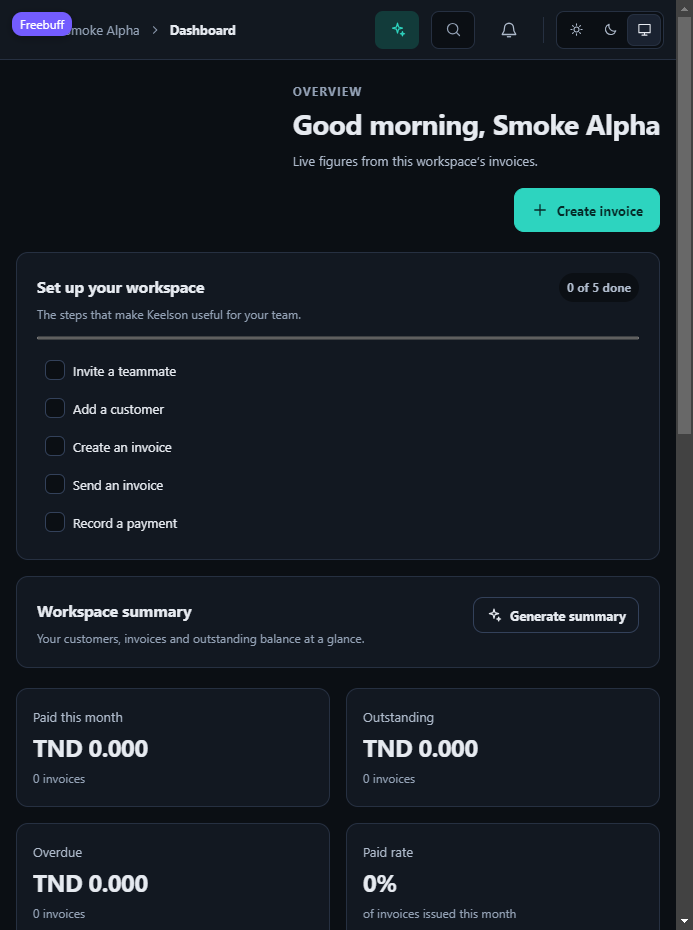 Freebuff
moke Alpha > Dashboard
OVERVIEW
Good morning, Smoke Alpha
Live figures from this workspace's invoices.
+ Create invoice
Set up your workspace
0 of 5 done
The steps that make Keelson useful for your team.
Invite a teammate
Add a customer
Create an invoice
Send an invoice
Record a payment
Workspace summary
Generate summary
Your customers, invoices and outstanding balance at a glance.
Paid this month
TND 0.000
0 invoices
Outstanding
TND 0.000
0 invoices
Overdue
TND 0.000
0 invoices
Paid rate
0%
of invoices issued this month